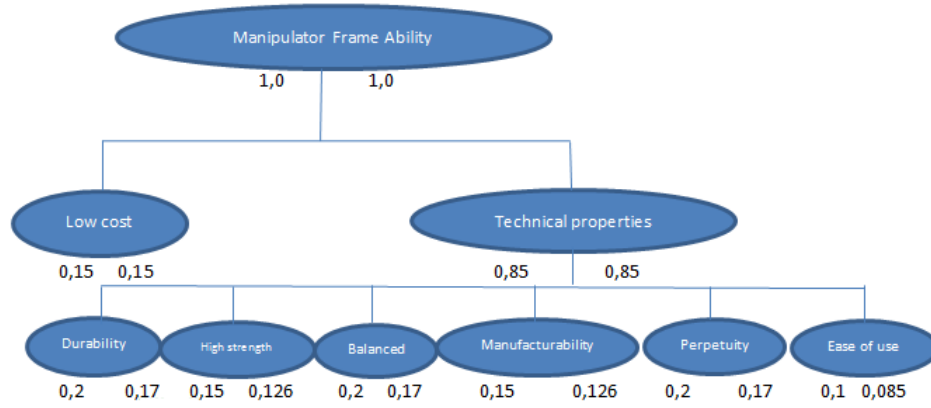 Manipulator Frame Ability
1,0 1,0
Low cost
Technical properties
0,15 0,15
0,85 0,85
Durability
High strength
Balanced
Manufacturability
Perpetuity
Ease of use
0,2 0,17
0,15 0,126
0,2 0,17
0,15 0,126
0,2 0,17
0,1 0,085